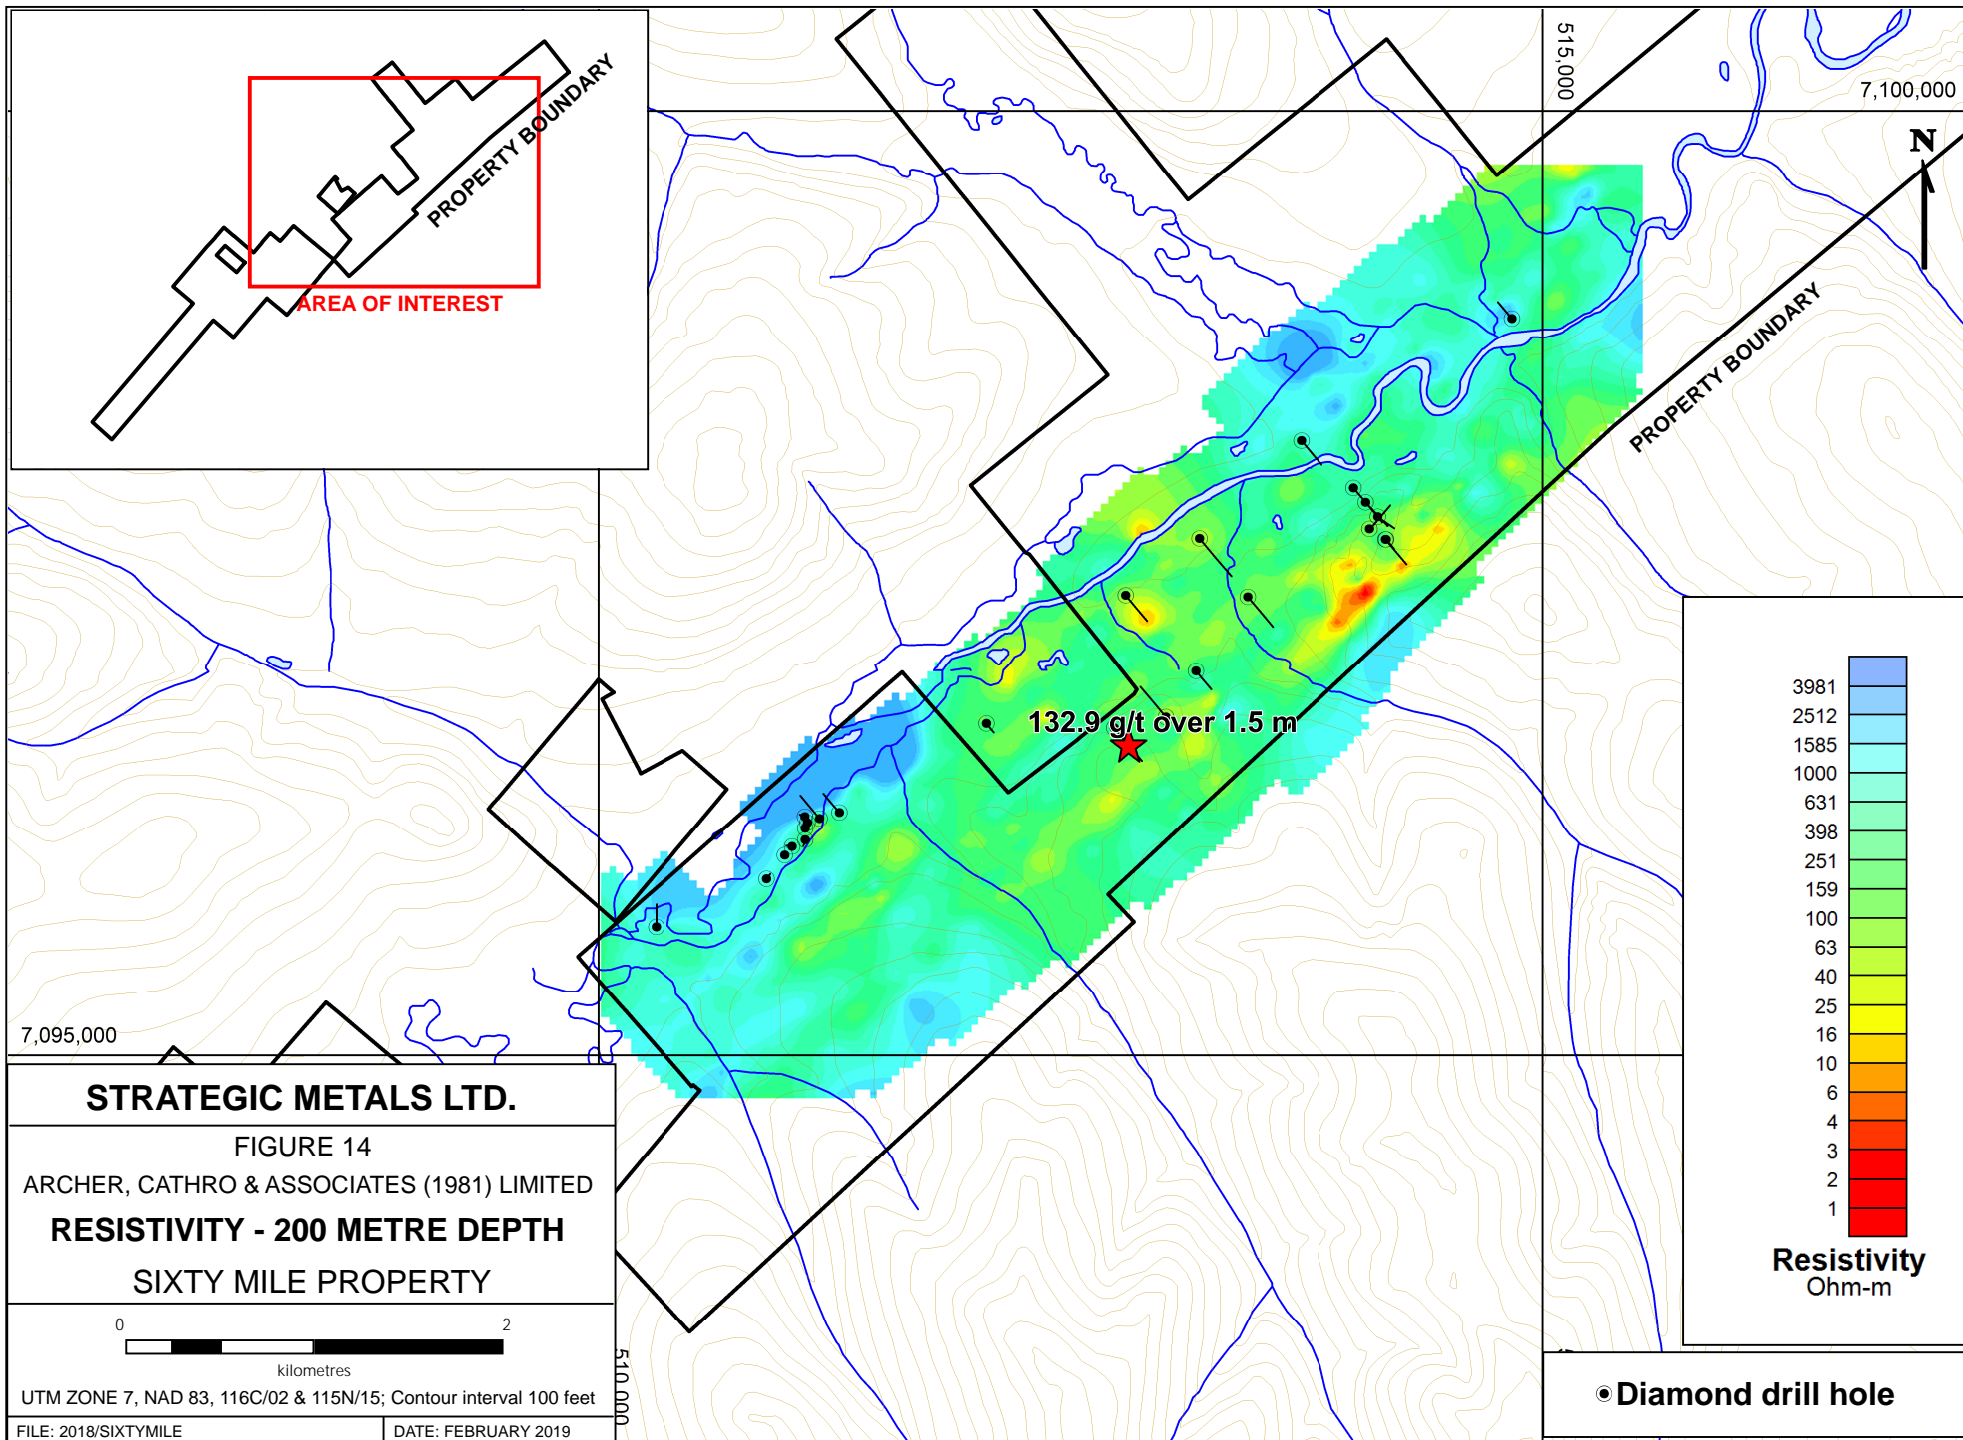 PROPERTY BOUNDARY
AREA OF INTEREST
515,000
7,100,000
N
PROPERTY BOUNDARY
132.9 g/t over 1.5 m
7,095,000
510,000
3981
2512
1585
1000
631
398
251
159
100
63
40
25
16
10
6
4
3
2
1
Resistivity
Ohm-m
Diamond drill hole
STRATEGIC METALS LTD.
FIGURE 14
ARCHER, CATHRO & ASSOCIATES (1981) LIMITED
RESISTIVITY - 200 METRE DEPTH
SIXTY MILE PROPERTY
0 2
kilometres
UTM ZONE 7, NAD 83, 116C/02 & 115N/15; Contour interval 100 feet
FILE: 2018/SIXTYMILE
DATE: FEBRUARY 2019